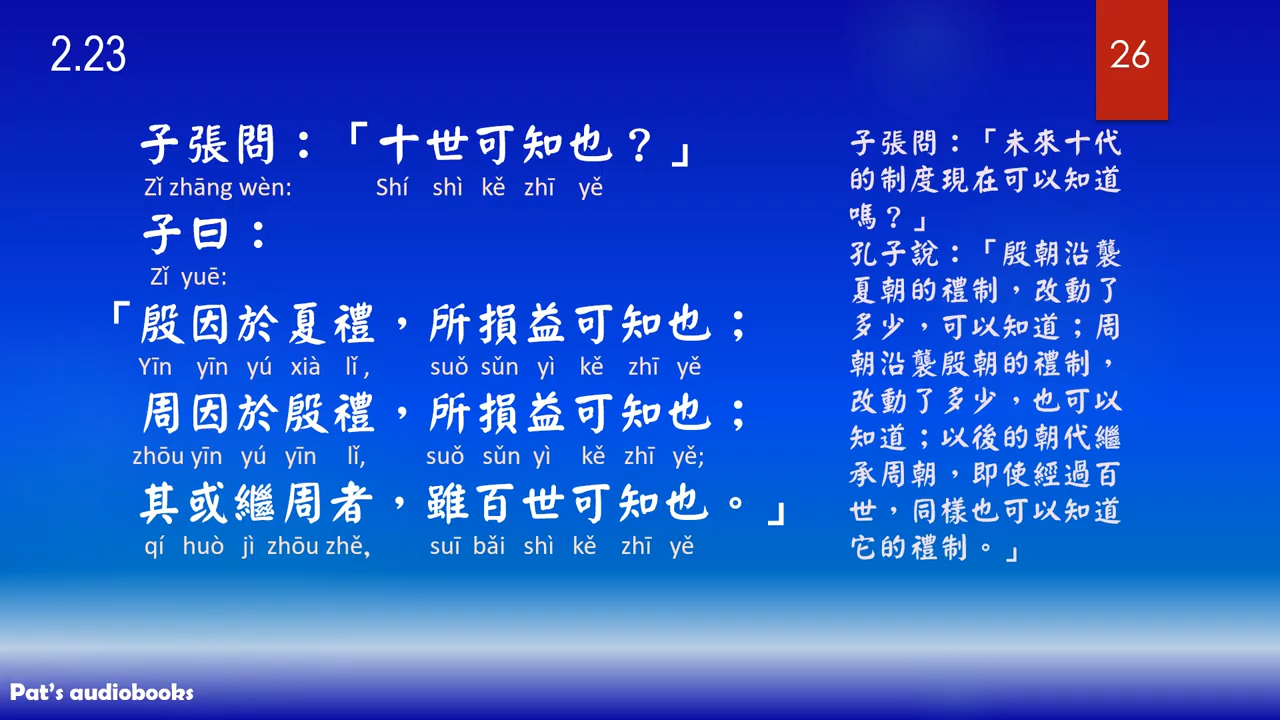 2.23
26
子張問：「十世可知也？」
Zǐ zhāng wèn: Shí shì kě zhī yě
子曰：
Zǐ yuē:
「殷因於夏禮，所損益可知也；
Yīn yīn yú xià lǐ , suǒ sǔn yì kě zhī yě
周因於殷禮，所損益可知也；
zhōu yīn yú yīn lǐ, suǒ sǔn yì kě zhī yě;
其或繼周者，雖百世可知也。」
qí huò jì zhōu zhě, suī bǎi shì kě zhī yě
子張問：「未來十代
的制度現在可以知道
嗎？」
孔子說：「殷朝沿襲
夏朝的禮制，改動了
多少，可以知道；周
朝沿襲殷朝的禮制，
改動了多少，也可以
知道；以後的朝代繼
承周朝，即使經過百
世，同樣也可以知道
它的禮制。」
Pat's audiobooks